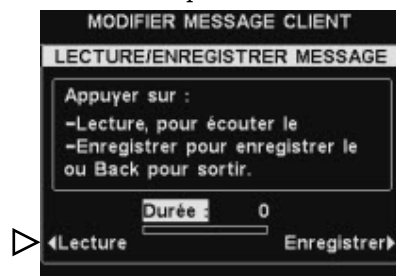 MODIFIER MESSAGE CLIENT
LECTURE/ENREGISTRER MESSAGE
Appuyer sur :
-Lecture, pour écouter le
-Enregistrer pour enregistrer le
ou Back pour sortir.
Durée : 0
◂Lecture Enregistrer▸